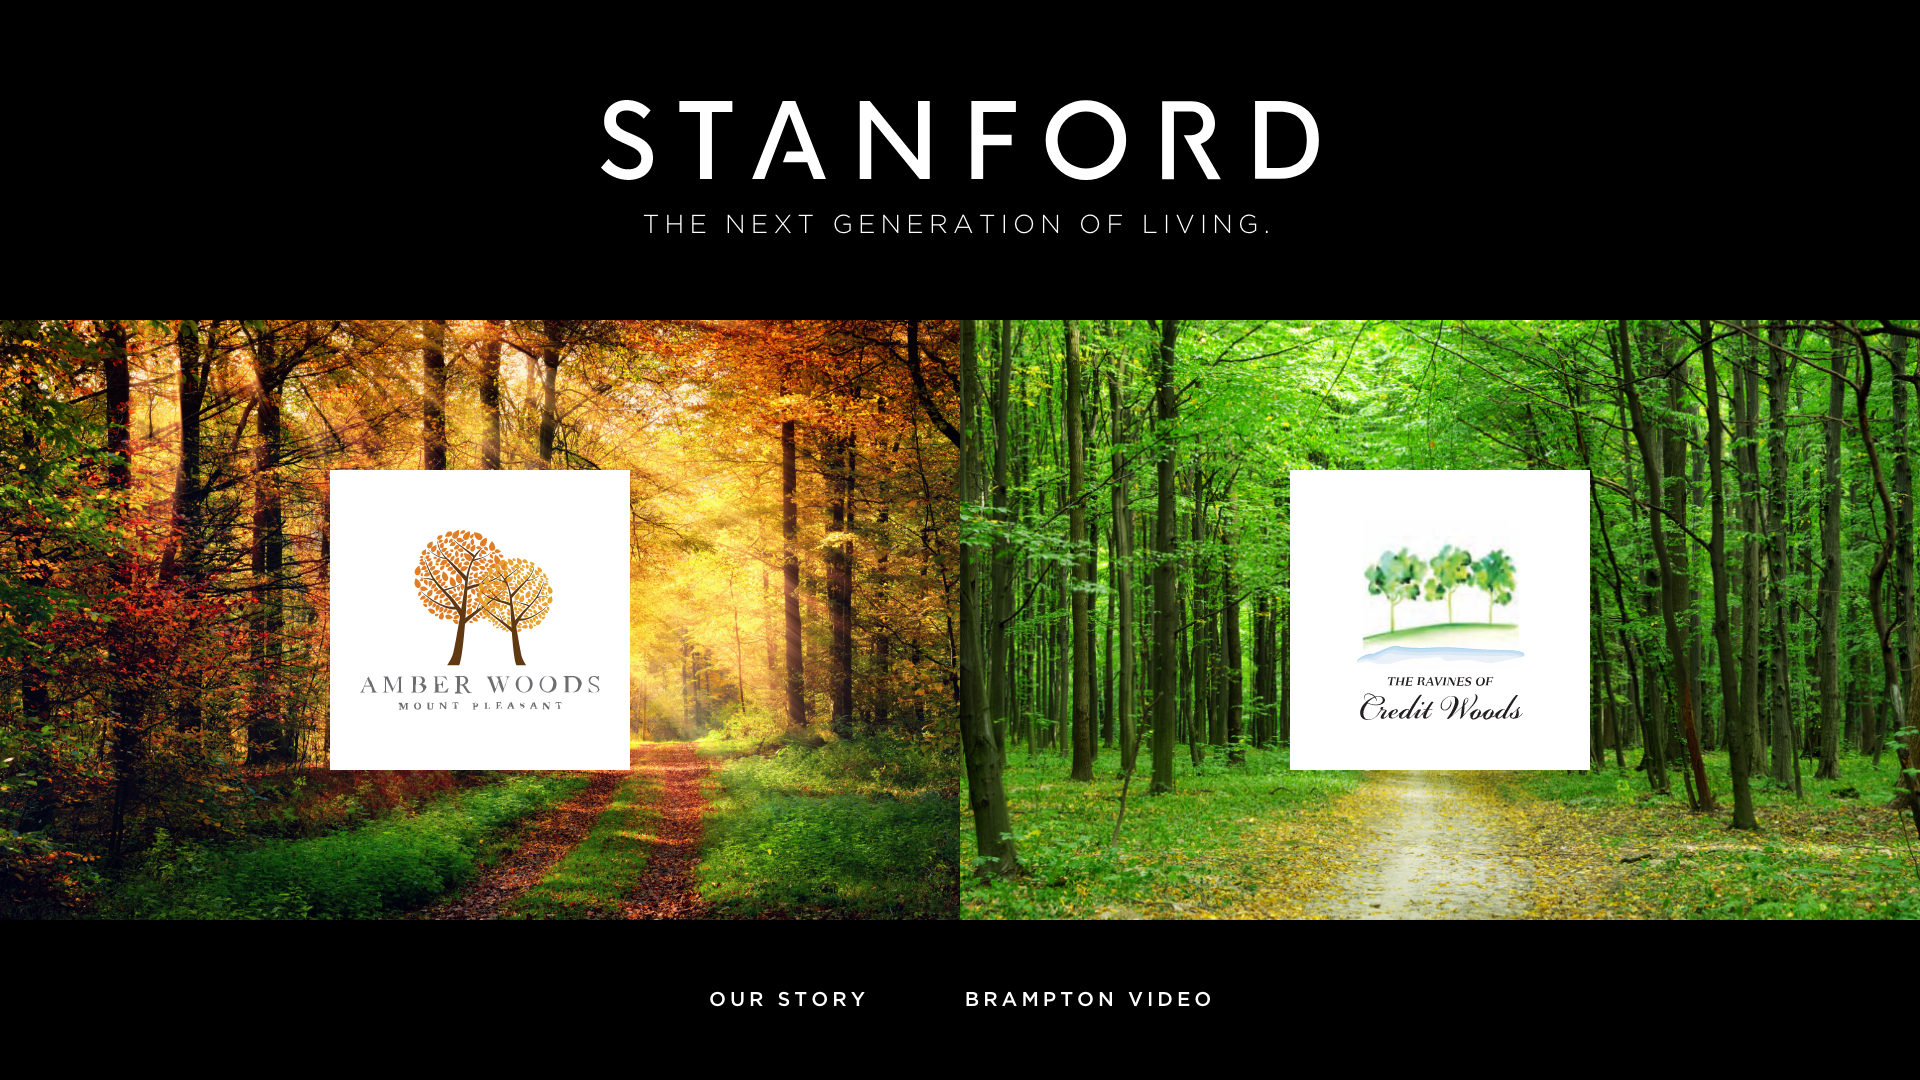 STANFORD
THE NEXT GENERATION OF LIVING.
AMBER WOODS
MOUNT PLEASANT
THE RAVINES OF
Credit Woods
OUR STORY
BRAMPTON VIDEO